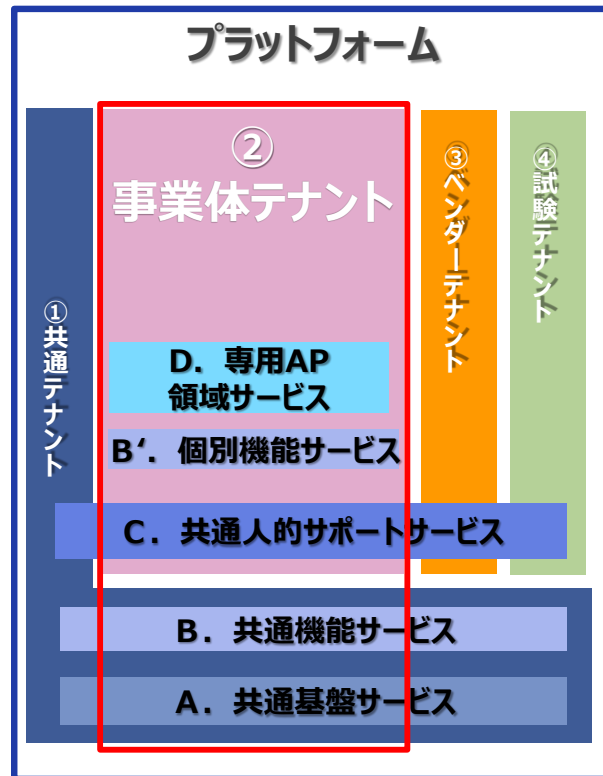 プラットフォーム
②
事業体テナント
③ベンダーテナント
④試験テナント
①共通テナント
D．専用AP
領域サービス
B‘．個別機能サービス
C．共通人的サポートサービス
B．共通機能サービス
A．共通基盤サービス